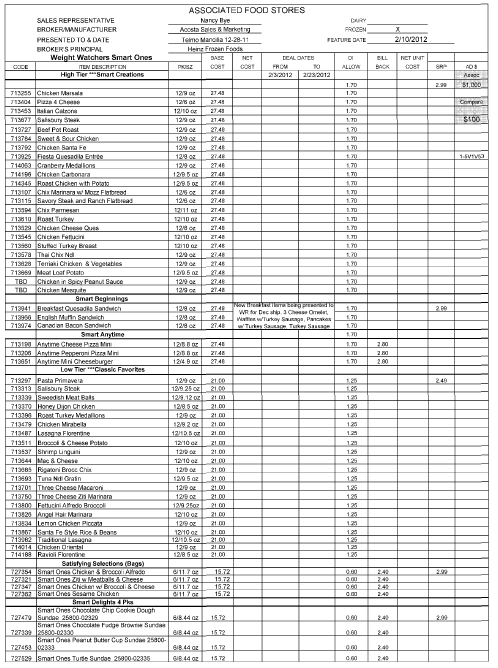 ASSOCIATED FOOD STORES
SALES REPRESENTATIVE Nancy Bye DAIRY
BROKER/MANUFACTURER Acosta Sales & Marketing FROZEN X
PRESENTED TO & DATE Telmo Mancilla 12-28-11 FEATURE DATE 2/10/2012
BROKER'S PRINCIPAL Heinz Frozen Foods
Weight Watchers Smart Ones BASE NET DEAL DATES OI BILL NET UNIT
CODE ITEM DESCRIPTION PK/SZ COST COST FROM TO ALLOW BACK COST SRP AD $
High Tier ***Smart Creations 2/3/2012 2/23/2012 Assoc
1.70 2.99 $1,000
713255 Chicken Marsala 12/9 oz 27.48 1.70
713404 Pizza 4 Cheese 12/6 oz 27.48 1.70 Compare
713453 Italian Calzone 12/10 oz 27.48 1.70
713677 Salisbury Steak 12/9 oz 27.48 1.70 $100
713727 Beef Pot Roast 12/9 oz 27.48 1.70
713784 Sweet & Sour Chicken 12/9 oz 27.48 1.70
713792 Chicken Santa Fe 12/9 oz 27.48 1.70
713925 Fiesta Quesadilla Entrée 12/8 oz 27.48 1.70
714063 Cranberry Medallions 12/9 oz 27.48 1.70
714196 Chicken Carbonara 12/9.5 oz 27.48 1.70
714345 Roast Chicken with Potato 12/9.5 oz 27.48 1.70
713107 Chix Marinara w/ Mozz Flatbread 12/6 oz 27.48 1.70
713115 Savory Steak and Ranch Flatbread 12/6 oz 27.48 1.70
713594 Chix Parmesan 12/11 oz 27.48 1.70
713610 Roast Turkey 12/10 oz 27.48 1.70
713529 Chicken Cheese Ques 12/8 oz 27.48 1.70
713545 Chicken Fettucini 12/10 oz 27.48 1.70
713560 Stuffed Turkey Breast 12/10 oz 27.48 1.70
713578 Thai Chix Ndl 12/9 oz 27.48 1.70
713628 Terriaki Chicken & Vegetables 12/9 oz 27.48 1.70
713669 Meat Loaf Potato 12/9.5 oz 27.48 1.70
TBD Chicken in Spicy Peanut Sauce 12/9 oz 27.48 1.70
TBD Chicken Mesquite 12/9 oz 27.48 1.70
Smart Beginnings
New Breakfast Items being presented to
713941 Breakfast Quesadilla Sandwich 12/8 oz 27.48 WR for Dec ship. 3 Cheese Omelet, 1.70 2.99
713966 English Muffin Sandwich 12/8 oz 27.48 Waffles w/Turkey Sausage, Pancakes 1.70
713974 Canadian Bacon Sandwich 12/8 oz 27.48 w/ Turkey Sausage, Turkey Sausage 1.70
Smart Anytime 1.70
713198 Anytime Cheese Pizza Mini 12/8.8 oz 27.48 1.70 2.80
713206 Anytime Pepperoni Pizza Mini 12/8.8 oz 27.48 1.70 2.80
713651 Anytime Mini Cheeseburger 12/4.9 oz 27.48 1.70 2.80
Low Tier ***Classic Favorites
713297 Pasta Primavera 12/9 oz 21.00 1.25 2.49
713313 Salisbury Steak 12/9.25 oz 21.00 1.25
713339 Sweedish Meat Balls 12/9.12 oz 21.00 1.25
713370 Honey Dijon Chicken 12/8.5 oz 21.00 1.25
713396 Roast Turkey Medallions 12/9 oz 21.00 1.25
713479 Chicken Mirabella 12/9.2 oz 21.00 1.25
713487 Lasagna Florentine 12/10.5 oz 21.00 1.25
713511 Broccoli & Cheese Potato 12/10 oz 21.00 1.25
713537 Shrimp Linguini 12/9 oz 21.00 1.25
713644 Mac & Cheese 12/10 oz 21.00 1.25
713685 Rigatoni Brocc Chix 12/9 oz 21.00 1.25
713693 Tuna Ndl Gratin 12/9.5 oz 21.00 1.25
713701 Three Cheese Macaroni 12/9 oz 21.00 1.25
713750 Three Cheese Ziti Marinara 12/9 oz 21.00 1.25
713800 Fettucini Alfredo Broccoli 12/9.25oz 21.00 1.25
713826 Angel Hair Marinara 12/10 oz 21.00 1.25
713834 Lemon Chicken Piccata 12/9 oz 21.00 1.25
713867 Santa Fe Style Rice & Beans 12/10 oz 21.00 1.25
713982 Traditional Lasagna 12/10.5 oz 21.00 1.25
714014 Chicken Oriental 12/9 oz 21.00 1.25
714188 Ravioli Florentine 12/8.5 oz 21.00 1.25
Satisfying Selections (Bags)
727354 Smart Ones Chicken & Broccoli Alfredo 6/11.7 oz 15.72 0.60 2.40 2.99
727321 Smart Ones Ziti w Meatballs & Cheese 6/11.7 oz 15.72 0.60 2.40
727347 Smart Ones Chicken w/ Broccoli & Cheese 6/11.7 oz 15.72 0.60 2.40
727362 Smart Ones Sesame Chicken 6/11.7 oz 15.72 0.60 2.40
Smart Delights 4 Pks
Smart Ones Chocolate Chip Cookie Dough
727479 Sundae 25800-02329 6/8.44 oz 15.72 0.60 2.40 2.99
Smart Ones Chocolate Fudge Brownie Sundae
727339 25800-02330 6/8.44 oz 15.72 0.60 2.40
Smart Ones Peanut Butter Cup Sundae 25800-
727453 02333 6/8.44 oz 15.72 0.60 2.40
727529 Smart Ones Turtle Sundae 25800-02335 6/8.44 oz 15.72 0.60 2.40